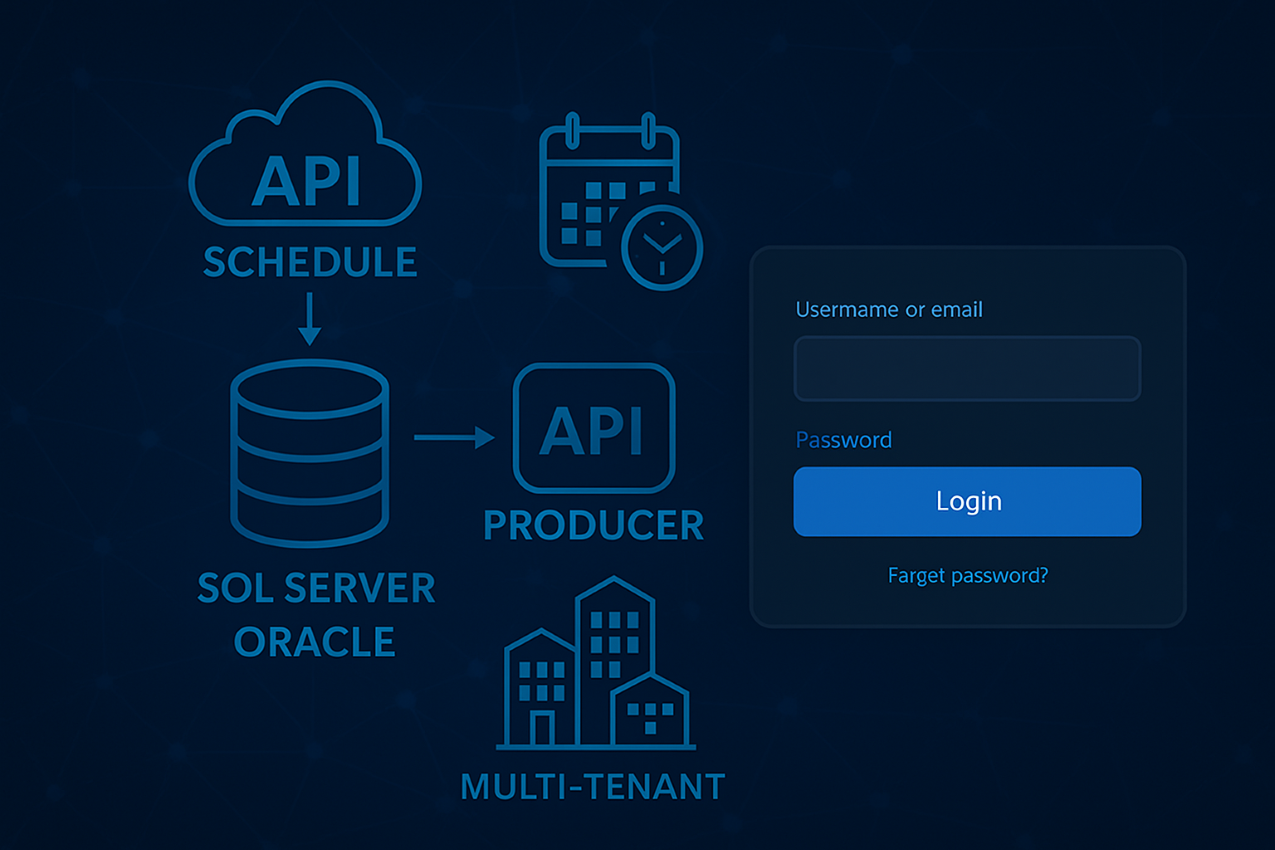 API
SCHEDULE
API
PRODUCER
SOL SERVER
ORACLE
MULTI-TENANT
Usermame or email
Password
Login
Farget password?